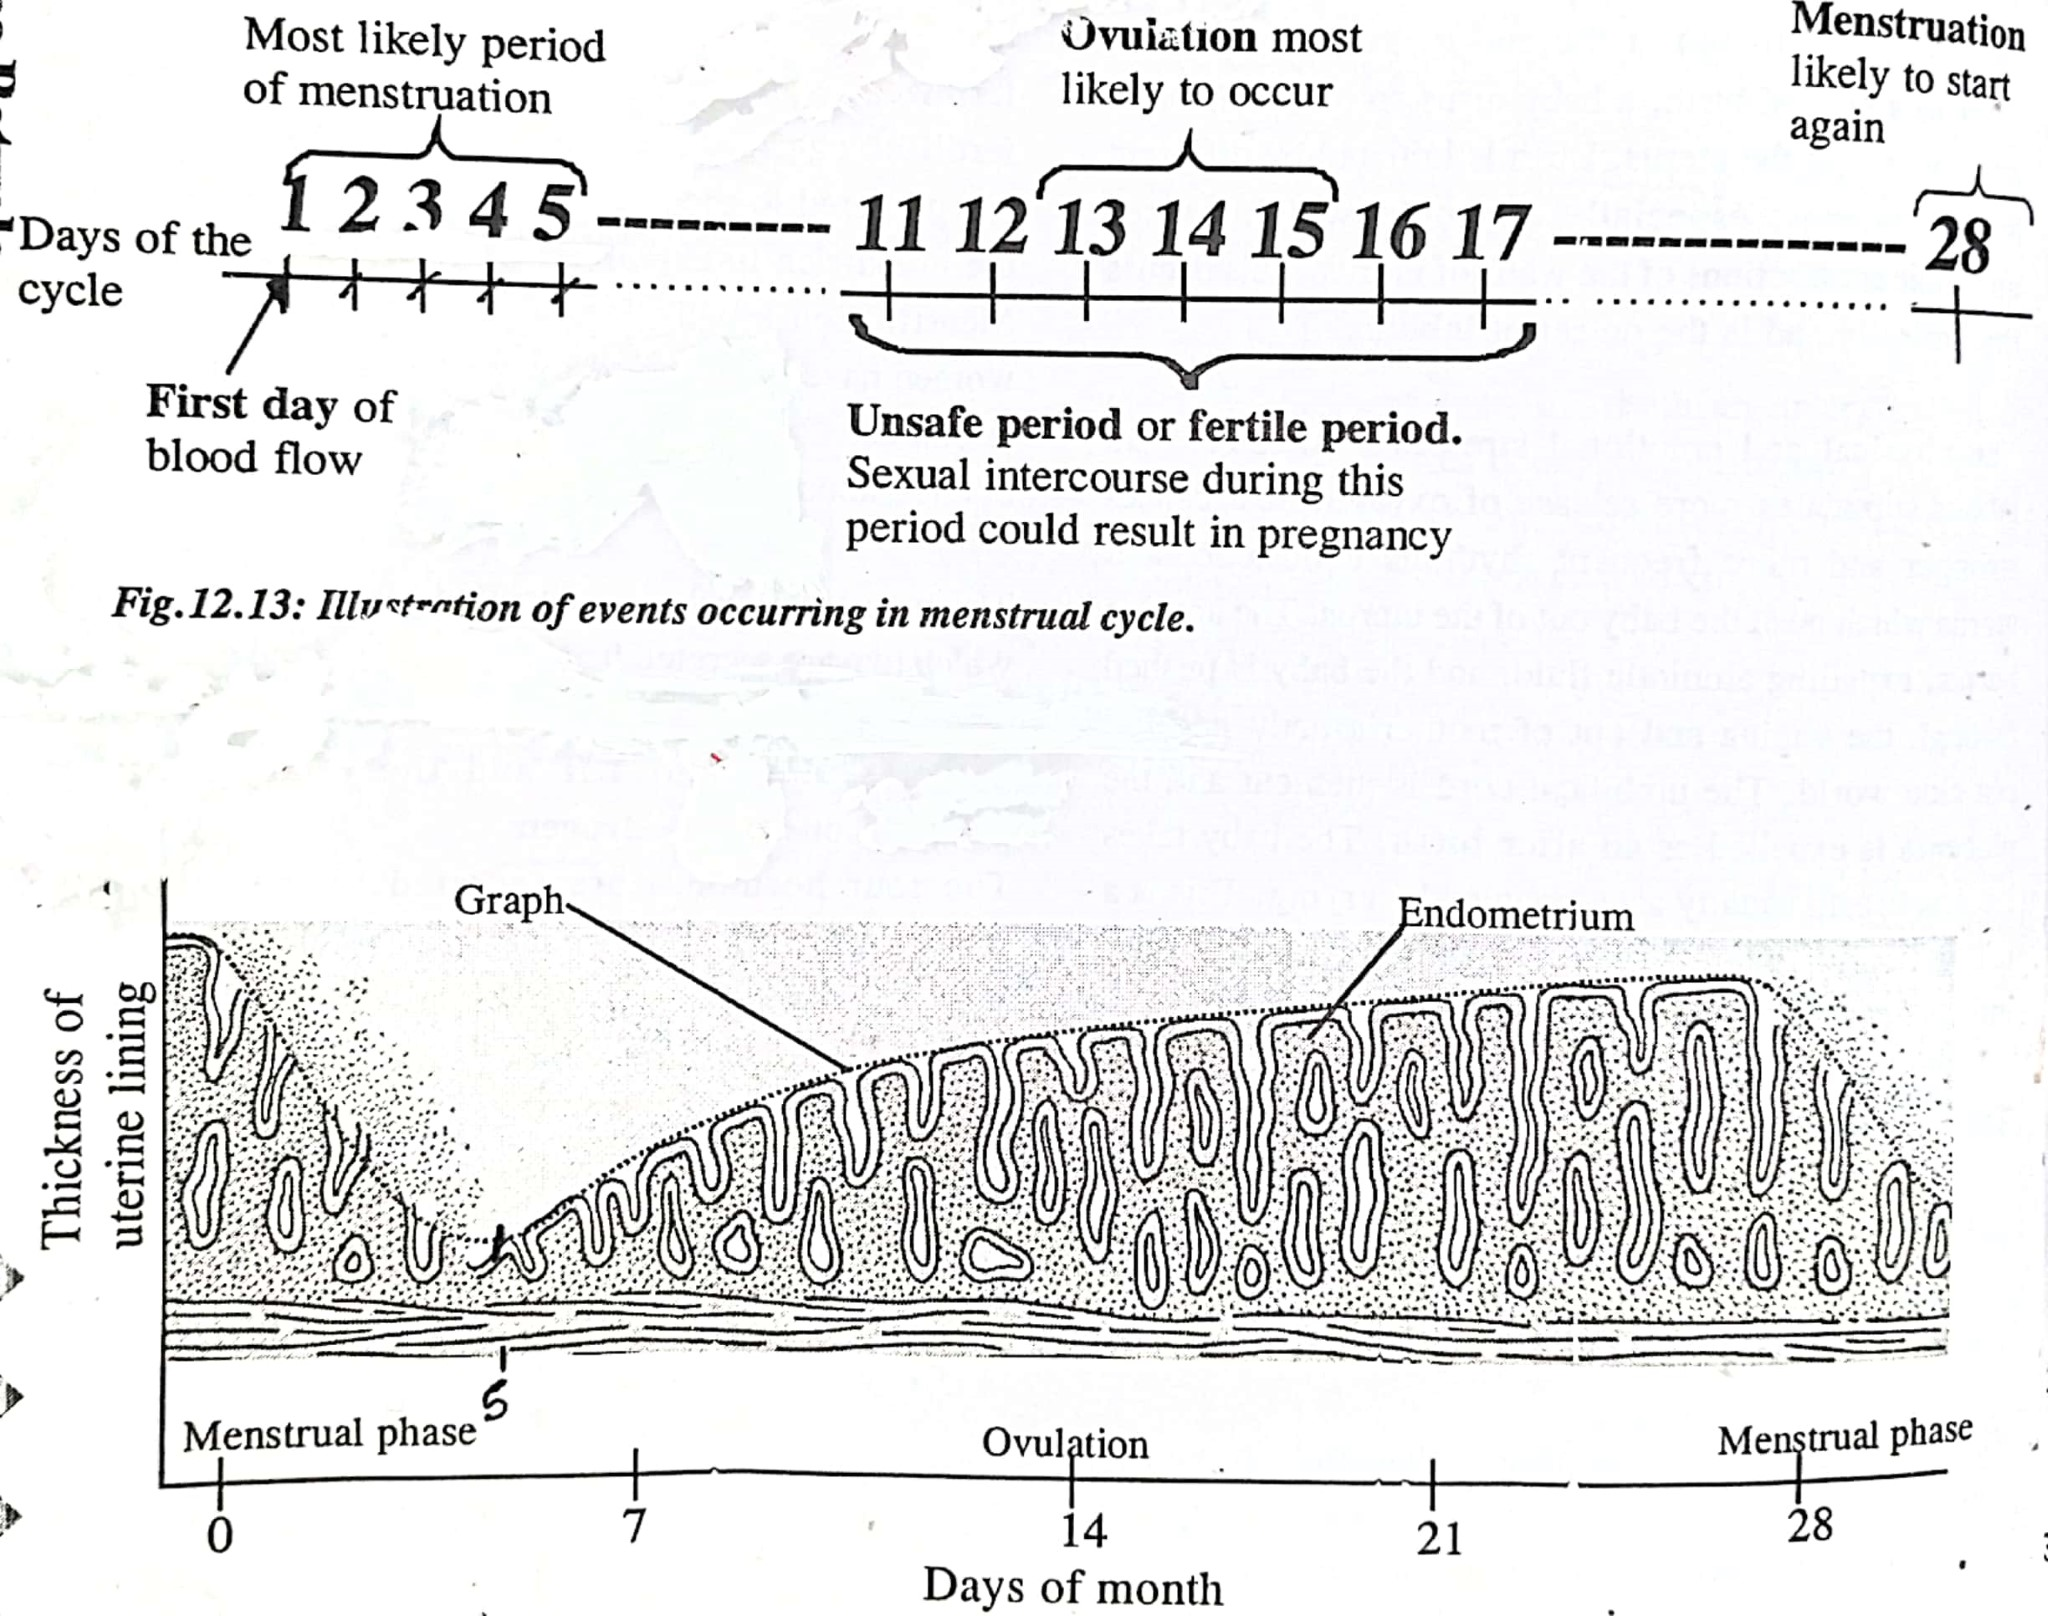 Most likely period
of menstruation
Ovulation most
likely to occur
Menstruation
likely to start
again
Days of the
cycle
1 2 3 4 5 ---------- 11 12 13 14 15 16 17 ---------- 28
First day of
blood flow
Unsafe period or fertile period.
Sexual intercourse during this
period could result in pregnancy
Fig.12.13: Illustration of events occurring in menstrual cycle.
Graph
Endometrium
Thickness of
uterine lining
5
Menstrual phase
Ovulation
Menstrual phase
0 7 14 21 28
Days of month